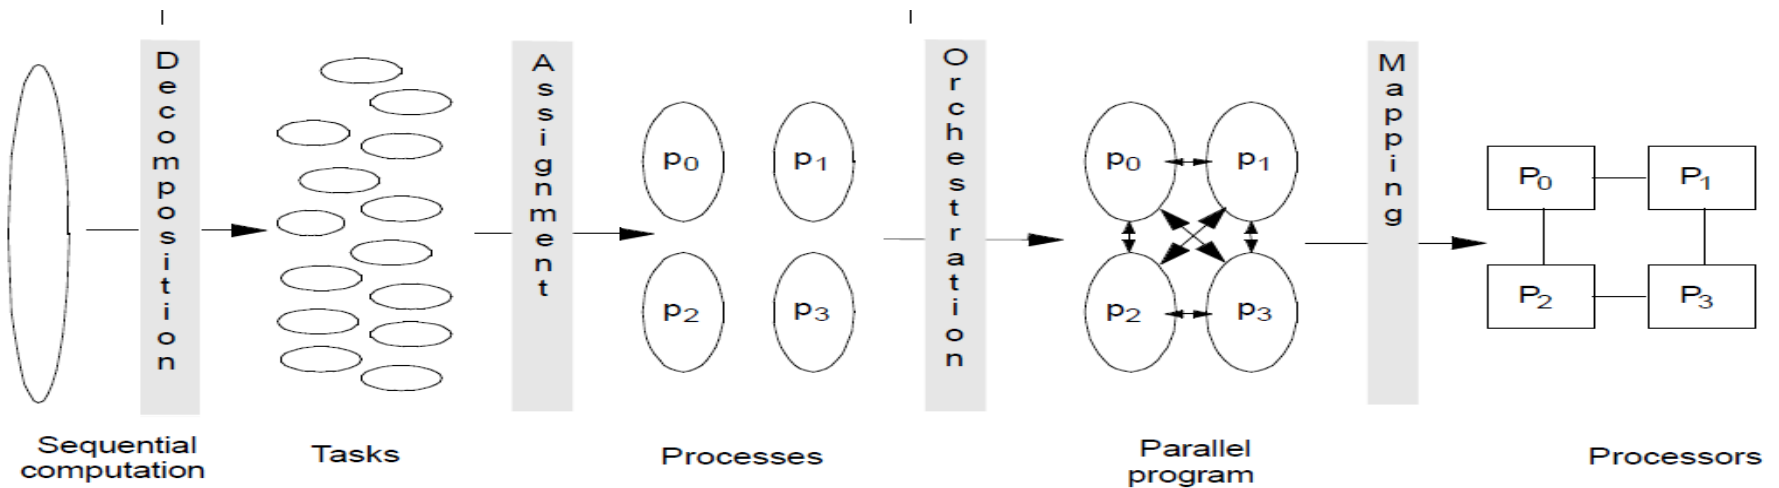 Decomposition
Assignment
Orchestration
Mapping
p0 p1
p2 p3
p0 p1
p2 p3
P0 P1
P2 P3
Sequential
computation
Tasks
Processes
Parallel
program
Processors